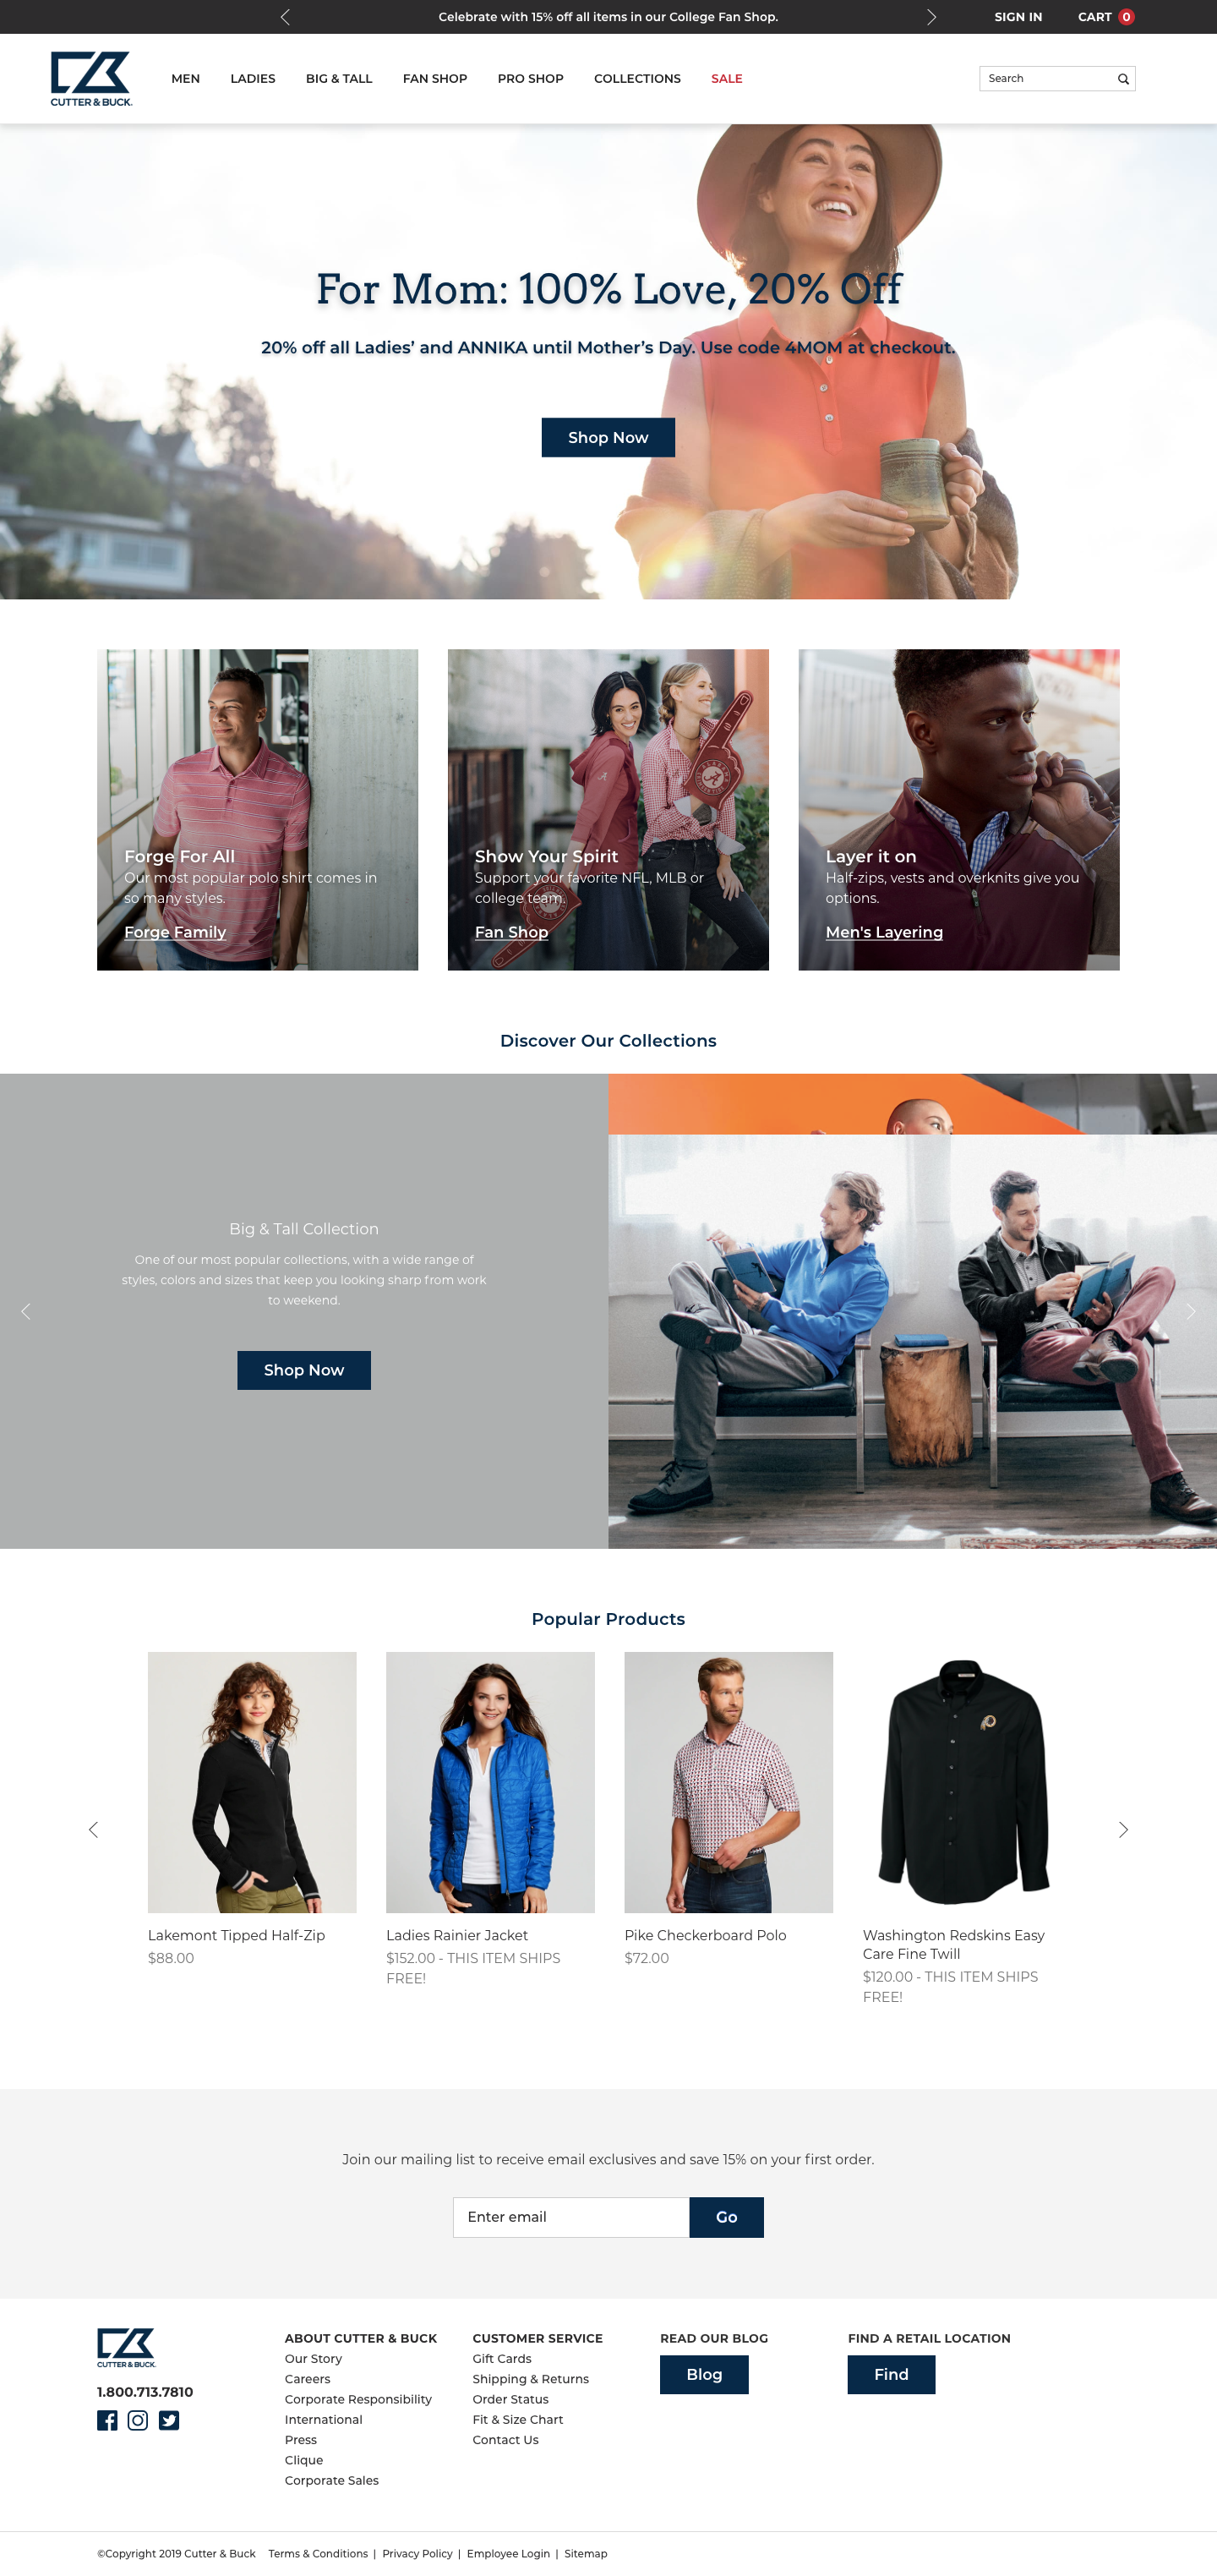 Celebrate with 15% off all items in our College Fan Shop.
SIGN IN
CART 0
CUTTER & BUCK.
MEN LADIES BIG & TALL FAN SHOP PRO SHOP COLLECTIONS SALE
Search
For Mom: 100% Love, 20% Off
20% off all Ladies’ and ANNIKA until Mother’s Day. Use code 4MOM at checkout.
Shop Now
Forge For All
Our most popular polo shirt comes in
so many styles.
Forge Family
Show Your Spirit
Support your favorite NFL, MLB or
college team.
Fan Shop
Layer it on
Half-zips, vests and overknits give you
options.
Men's Layering
Discover Our Collections
Big & Tall Collection
One of our most popular collections, with a wide range of
styles, colors and sizes that keep you looking sharp from work
to weekend.
Shop Now
Popular Products
Lakemont Tipped Half-Zip
$88.00
Ladies Rainier Jacket
$152.00 - THIS ITEM SHIPS
FREE!
Pike Checkerboard Polo
$72.00
Washington Redskins Easy
Care Fine Twill
$120.00 - THIS ITEM SHIPS
FREE!
Join our mailing list to receive email exclusives and save 15% on your first order.
Enter email
Go
CUTTER & BUCK.
1.800.713.7810
ABOUT CUTTER & BUCK
Our Story
Careers
Corporate Responsibility
International
Press
Clique
Corporate Sales
CUSTOMER SERVICE
Gift Cards
Shipping & Returns
Order Status
Fit & Size Chart
Contact Us
READ OUR BLOG
Blog
FIND A RETAIL LOCATION
Find
©Copyright 2019 Cutter & Buck Terms & Conditions | Privacy Policy | Employee Login | Sitemap